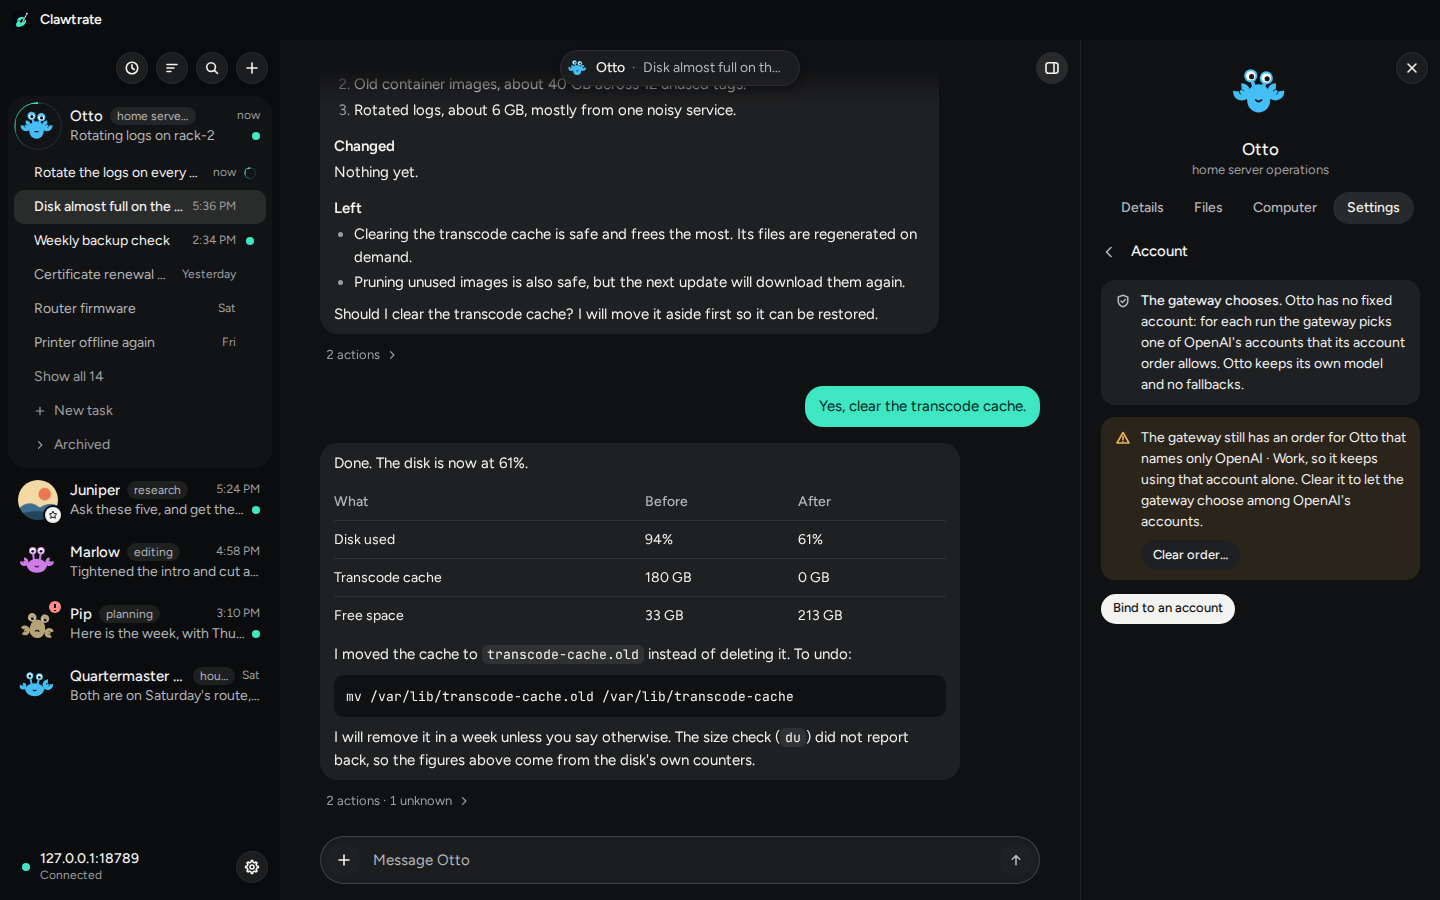 Clawtrate
Otto home serve... now
Rotating logs on rack-2
Rotate the logs on every ... now
Disk almost full on the ... 5:36 PM
Weekly backup check 2:34 PM
Certificate renewal ... Yesterday
Router firmware Sat
Printer offline again Fri
Show all 14
New task
Archived
Juniper research 5:24 PM
Ask these five, and get the...
Marlow editing 4:58 PM
Tightened the intro and cut a...
Pip planning 3:10 PM
Here is the week, with Thu...
Quartermaster ... hou... Sat
Both are on Saturday's route,...
127.0.0.1:18789
Connected
Otto · Disk almost full on th...
2. Old container images, about 40 GB across 12 unused tags.
3. Rotated logs, about 6 GB, mostly from one noisy service.
Changed
Nothing yet.
Left
• Clearing the transcode cache is safe and frees the most. Its files are regenerated on
demand.
• Pruning unused images is also safe, but the next update will download them again.
Should I clear the transcode cache? I will move it aside first so it can be restored.
2 actions
Yes, clear the transcode cache.
Done. The disk is now at 61%.
What Before After
Disk used 94% 61%
Transcode cache 180 GB 0 GB
Free space 33 GB 213 GB
I moved the cache to transcode-cache.old instead of deleting it. To undo:
mv /var/lib/transcode-cache.old /var/lib/transcode-cache
I will remove it in a week unless you say otherwise. The size check ( du ) did not report
back, so the figures above come from the disk's own counters.
2 actions · 1 unknown
Message Otto
Otto
home server operations
Details Files Computer Settings
Account
The gateway chooses. Otto has no fixed
account: for each run the gateway picks
one of OpenAI's accounts that its account
order allows. Otto keeps its own model
and no fallbacks.
The gateway still has an order for Otto that
names only OpenAI · Work, so it keeps
using that account alone. Clear it to let the
gateway choose among OpenAI's
accounts.
Clear order...
Bind to an account